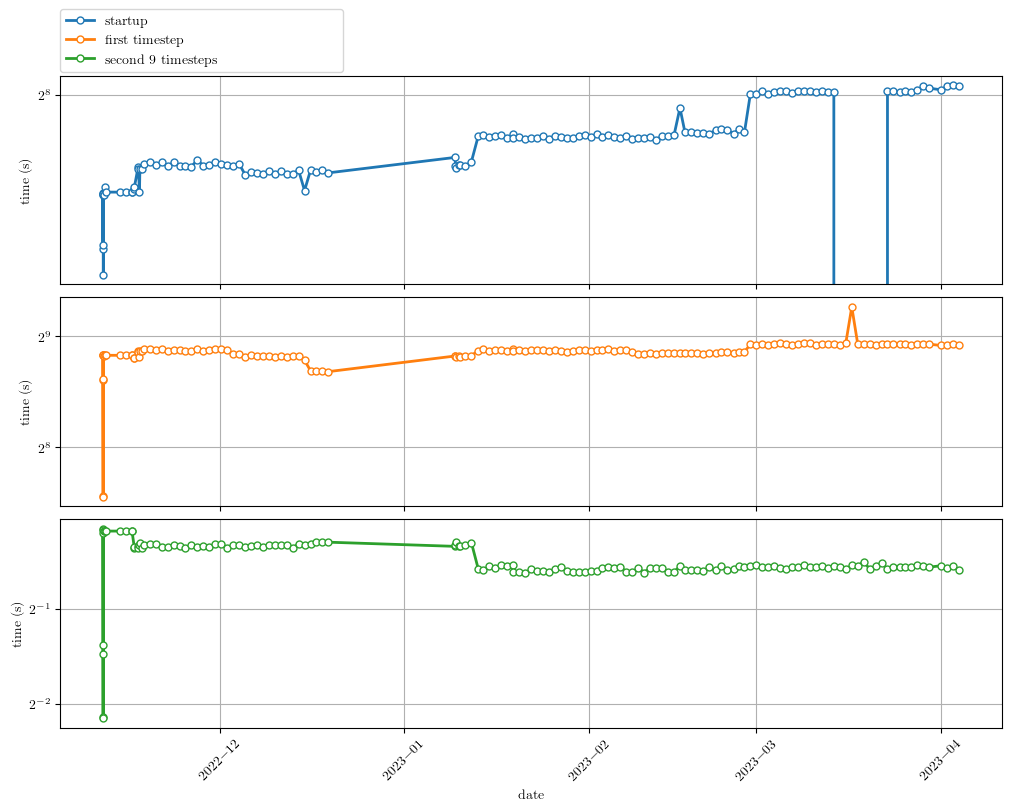 startup
first timestep
second 9 timesteps
2⁸
time (s)
2⁹
2⁸
time (s)
2⁻¹
2⁻²
time (s)
2022−12
2023−01
2023−02
2023−03
2023−04
date